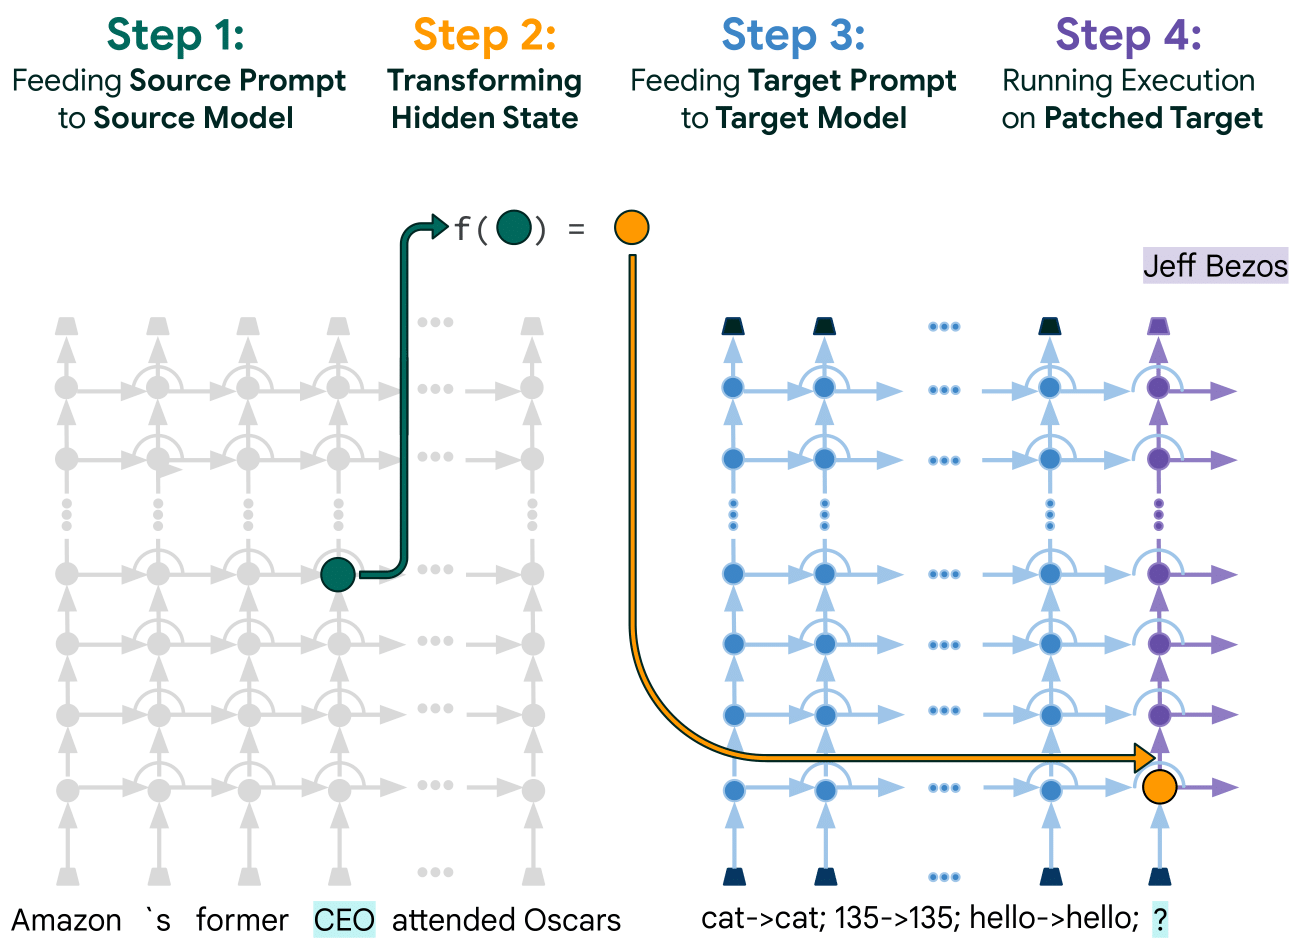 Step 1:
Feeding Source Prompt
to Source Model
Step 2:
Transforming
Hidden State
Step 3:
Feeding Target Prompt
to Target Model
Step 4:
Running Execution
on Patched Target
f( ) =
Jeff Bezos
Amazon `s former CEO attended Oscars
cat->cat; 135->135; hello->hello; ?